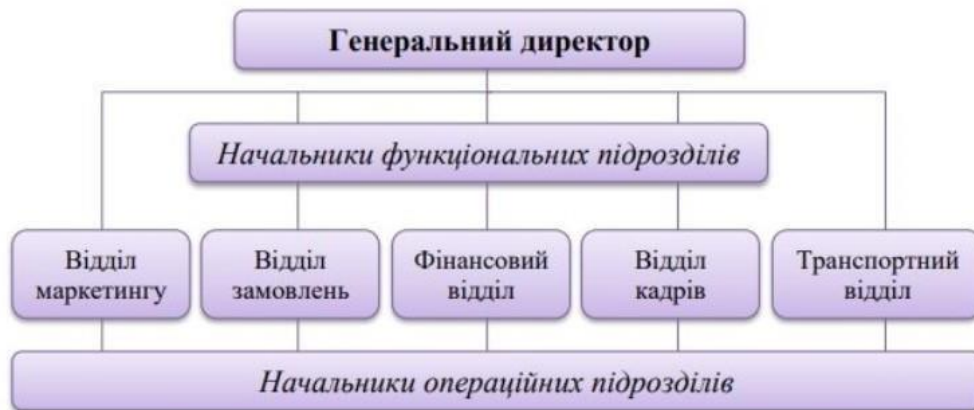 Генеральний директор
Начальники функціональних підрозділів
Відділ
маркетингу
Відділ
замовлень
Фінансовий
відділ
Відділ
кадрів
Транспортний
відділ
Начальники операційних підрозділів